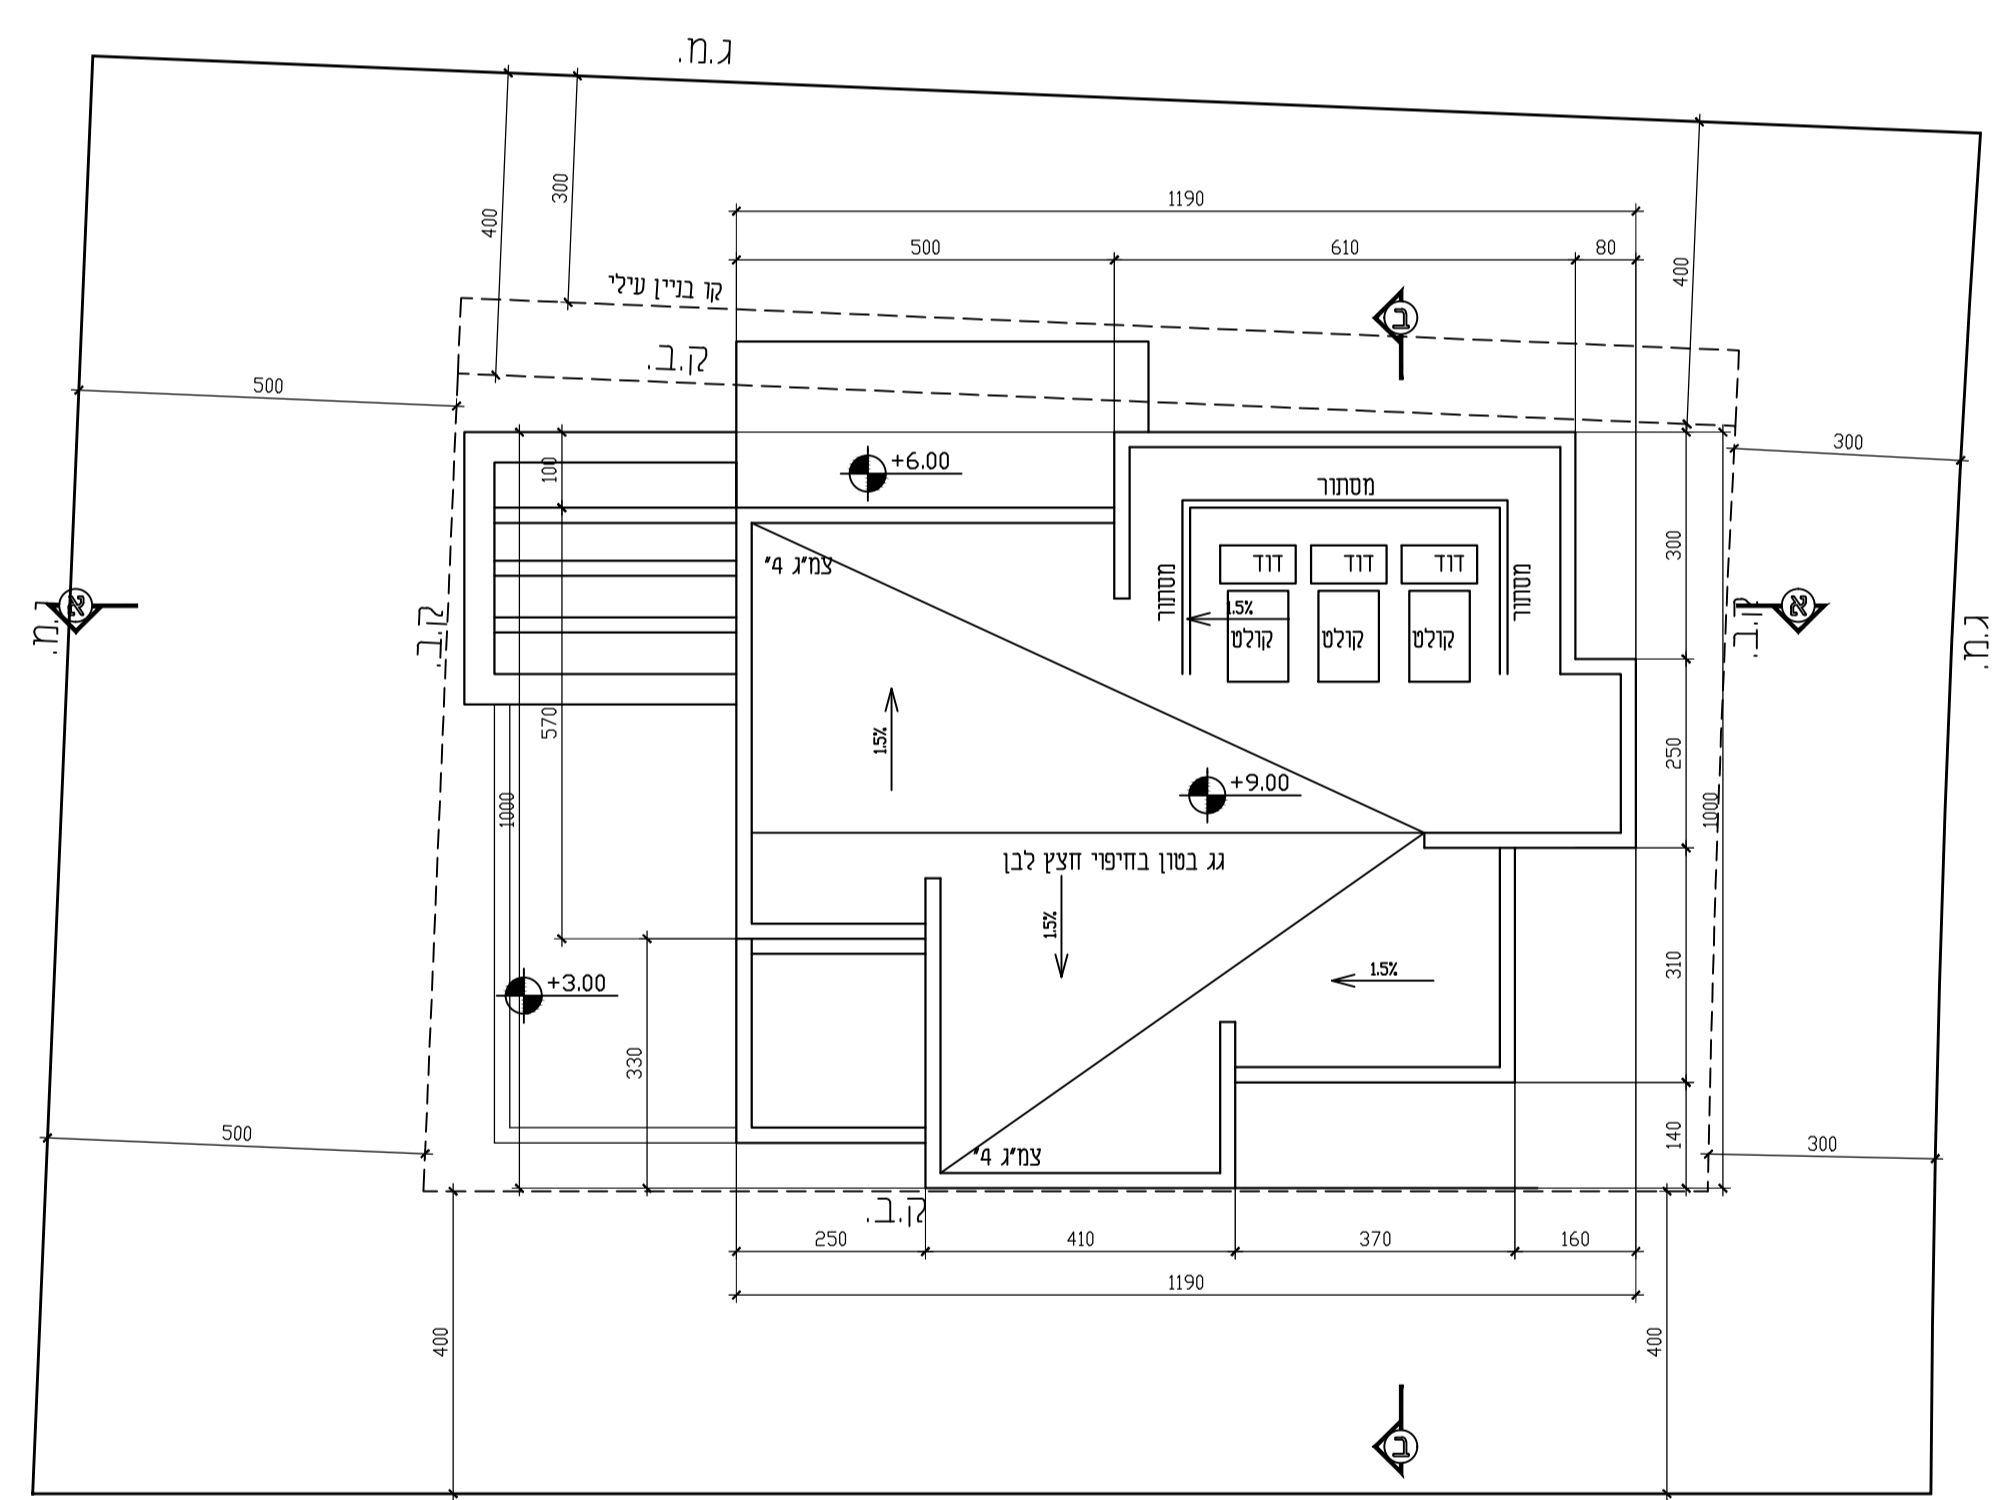 ג.מ.
1190
500 610 80
400
300
400
קו בניין עילי
ק.ב.
ב
500
300
100
+6.00
מסתור
300
צמ"ג 4"
דוד דוד דוד
מסתור
מסתור
1.5%
קולט קולט קולט
א
ג.מ.
ק.ב.
א
ק.ב.
ג.מ.
570
1.5%
250
+9.00
1000
1000
גג בטון בחיפוי חצץ לבן
1.5%
1.5%
310
+3.00
330
500
140
300
צמ"ג 4"
ק.ב.
250 410 370 160
1190
400
400
ב